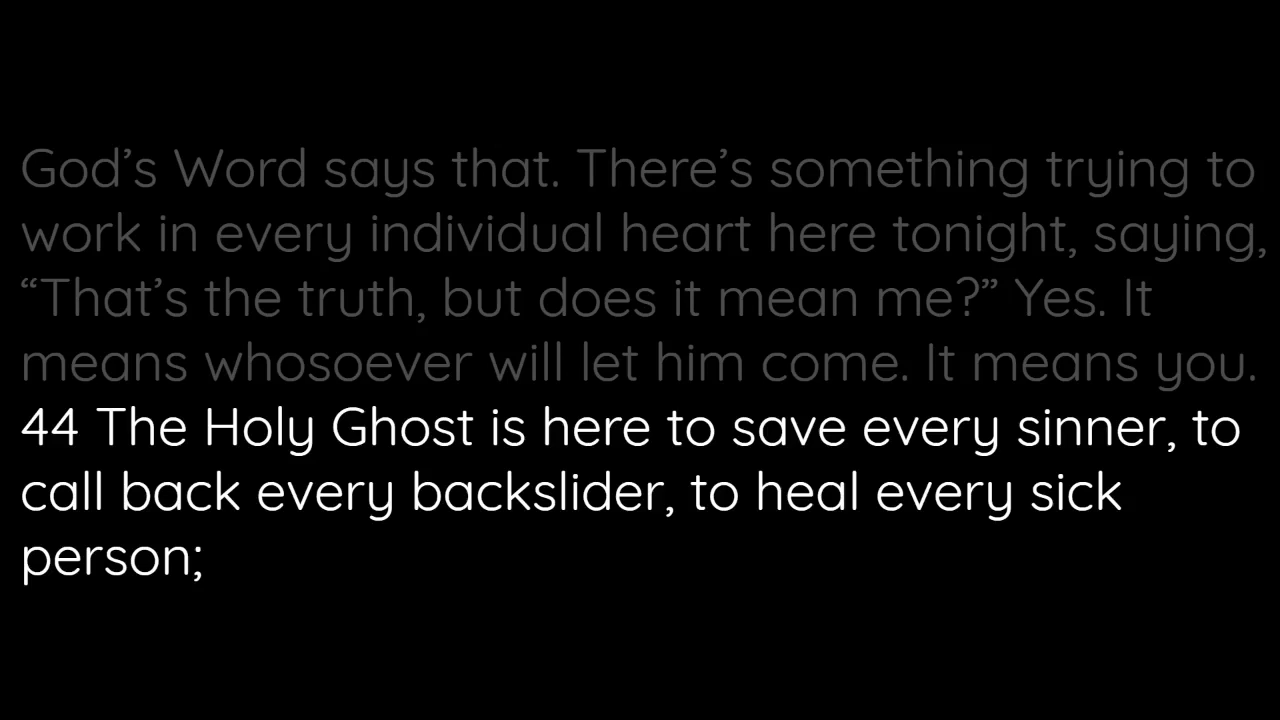 God’s Word says that. There’s something trying to
work in every individual heart here tonight, saying,
“That’s the truth, but does it mean me?” Yes. It
means whosoever will let him come. It means you.
44 The Holy Ghost is here to save every sinner, to
call back every backslider, to heal every sick
person;